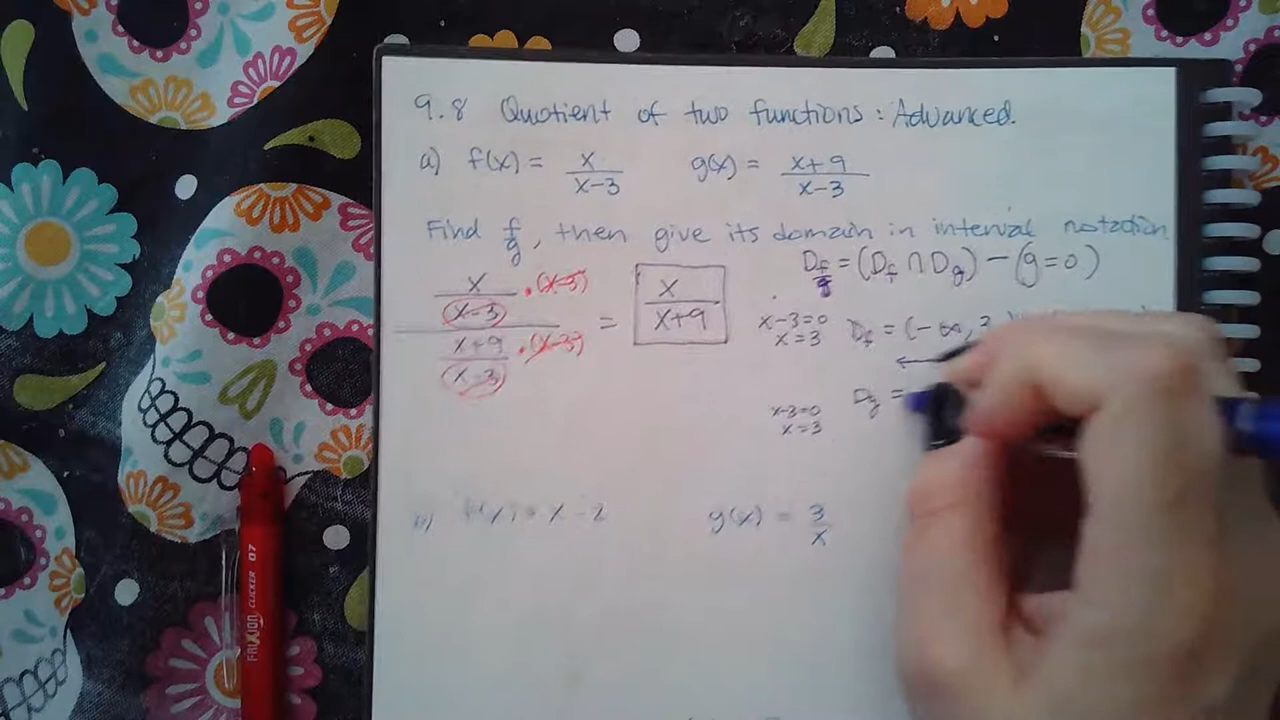 9.8 Quotient of two functions: Advanced.
a) f(x) = x/(x-3) g(x) = x+9/(x-3)
Find f/g, then give its domain in interval notation
D f/g = (Df ∩ Dg) - (g=0)
x/(x-3) · (x-3)
x+9/(x-3) · (x-3)
= x/(x+9)
x-3=0
x=3
Df = (-∞, 3
x-3=0
x=3
Dg =
b) f(x) = x-2 g(x) = 3/x
FRIXION CLICKER 07